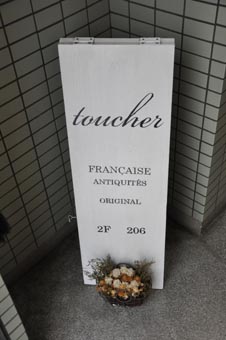 toucher
FRANÇAISE
ANTIQUITÉS
ORIGINAL
2F 206